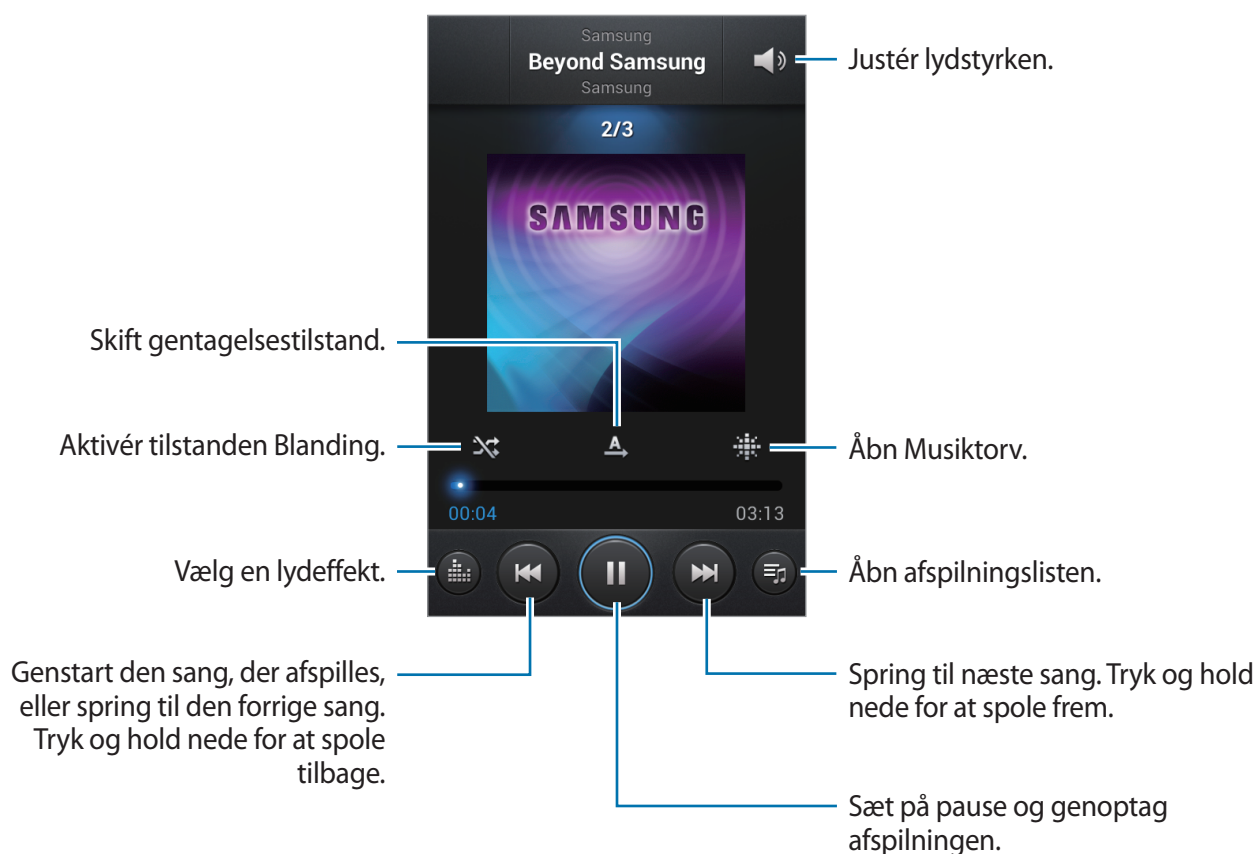 Samsung
Beyond Samsung
Samsung
Justér lydstyrken.
2/3
SAMSUNG
Skift gentagelsestilstand.
Aktivér tilstanden Blanding.
A
Åbn Musiktorv.
00:04
03:13
Vælg en lydeffekt.
Åbn afspilningslisten.
Genstart den sang, der afspilles,
eller spring til den forrige sang.
Tryk og hold nede for at spole
tilbage.
Spring til næste sang. Tryk og hold
nede for at spole frem.
Sæt på pause og genoptag
afspilningen.